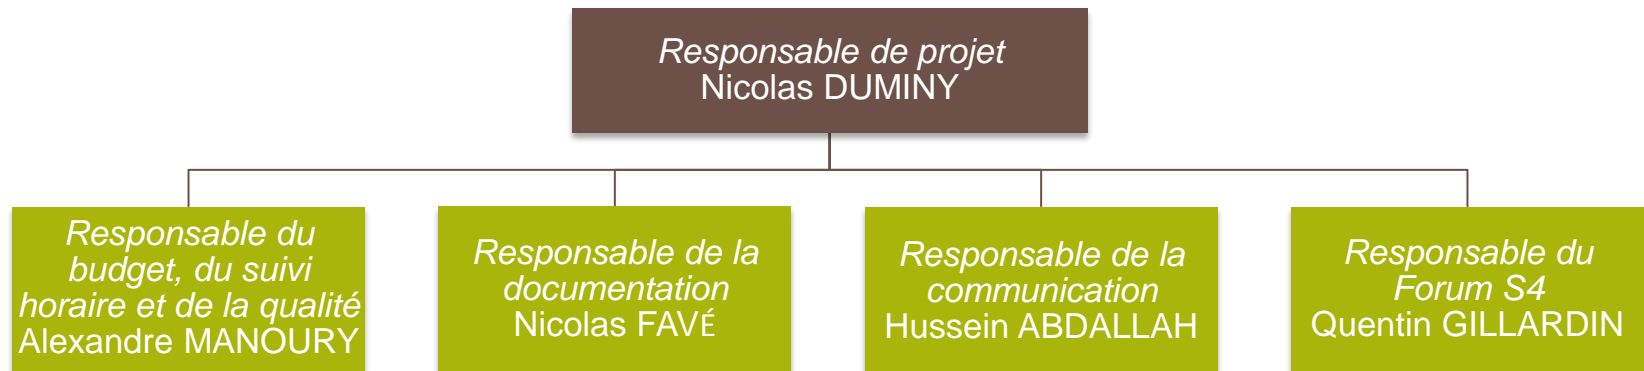 Responsable de projet
Nicolas DUMINY
Responsable du
budget, du suivi
horaire et de la qualité
Alexandre MANOURY
Responsable de la
documentation
Nicolas FAVÉ
Responsable de la
communication
Hussein ABDALLAH
Responsable du
Forum S4
Quentin GILLARDIN